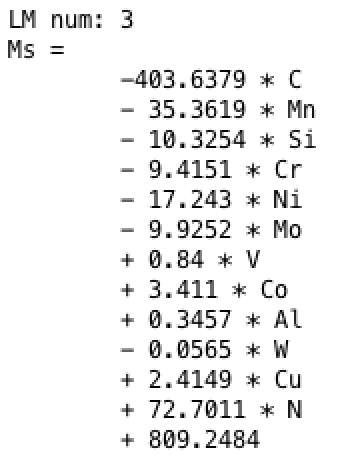 LM num: 3
Ms =
-403.6379 * C
- 35.3619 * Mn
- 10.3254 * Si
- 9.4151 * Cr
- 17.243 * Ni
- 9.9252 * Mo
+ 0.84 * V
+ 3.411 * Co
+ 0.3457 * Al
- 0.0565 * W
+ 2.4149 * Cu
+ 72.7011 * N
+ 809.2484